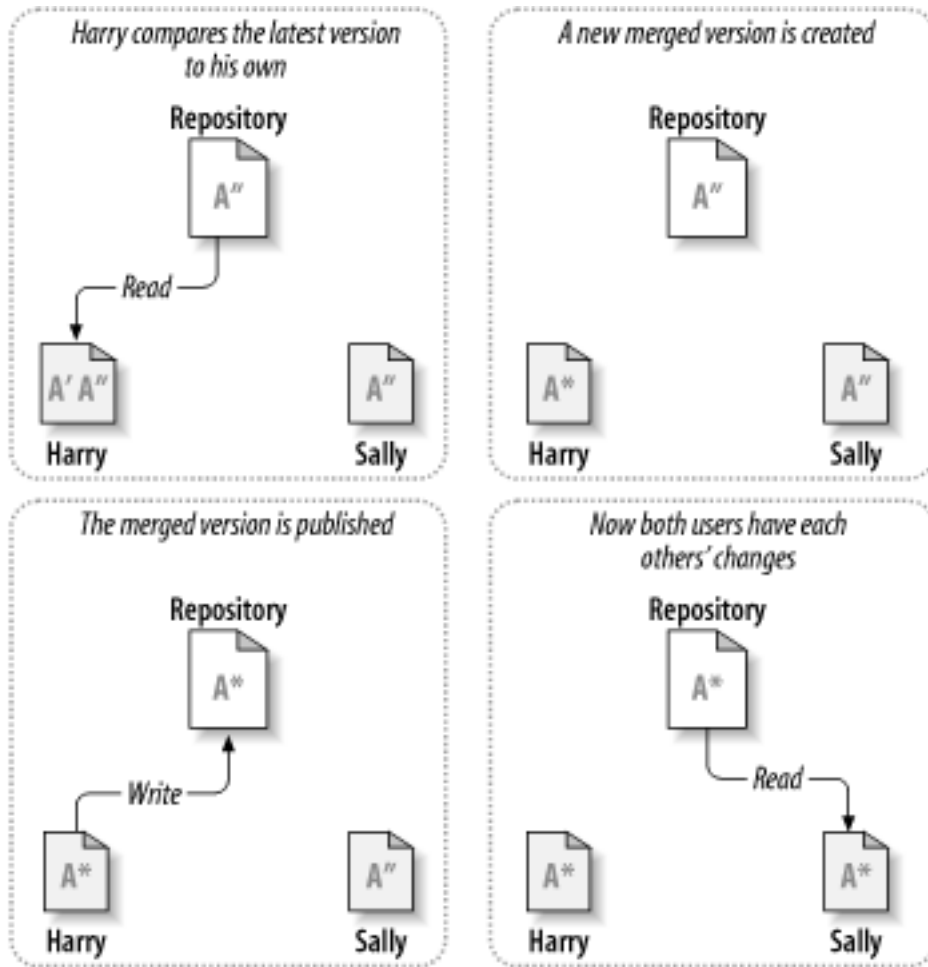 Harry compares the latest version
to his own
Repository
A″
Read
A′ A″
A″
Harry
Sally
A new merged version is created
Repository
A″
A*
A″
Harry
Sally
The merged version is published
Repository
A*
Write
A*
A″
Harry
Sally
Now both users have each
others’ changes
Repository
A*
Read
A*
A*
Harry
Sally